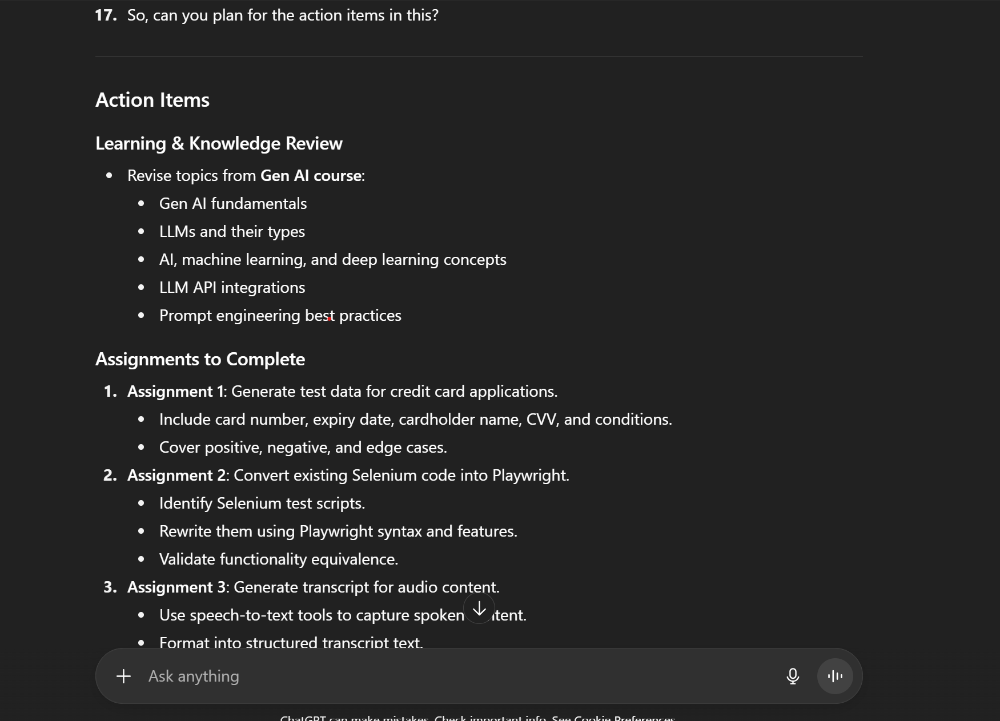 17. So, can you plan for the action items in this?
Action Items
Learning & Knowledge Review
• Revise topics from Gen AI course:
• Gen AI fundamentals
• LLMs and their types
• AI, machine learning, and deep learning concepts
• LLM API integrations
• Prompt engineering best practices
Assignments to Complete
1. Assignment 1: Generate test data for credit card applications.
• Include card number, expiry date, cardholder name, CVV, and conditions.
• Cover positive, negative, and edge cases.
2. Assignment 2: Convert existing Selenium code into Playwright.
• Identify Selenium test scripts.
• Rewrite them using Playwright syntax and features.
• Validate functionality equivalence.
3. Assignment 3: Generate transcript for audio content.
• Use speech-to-text tools to capture spoken tent.
• Format into structured transcript text.
Ask anything
ChatGPT can make mistakes. Check important info. See Cookie Preferences.